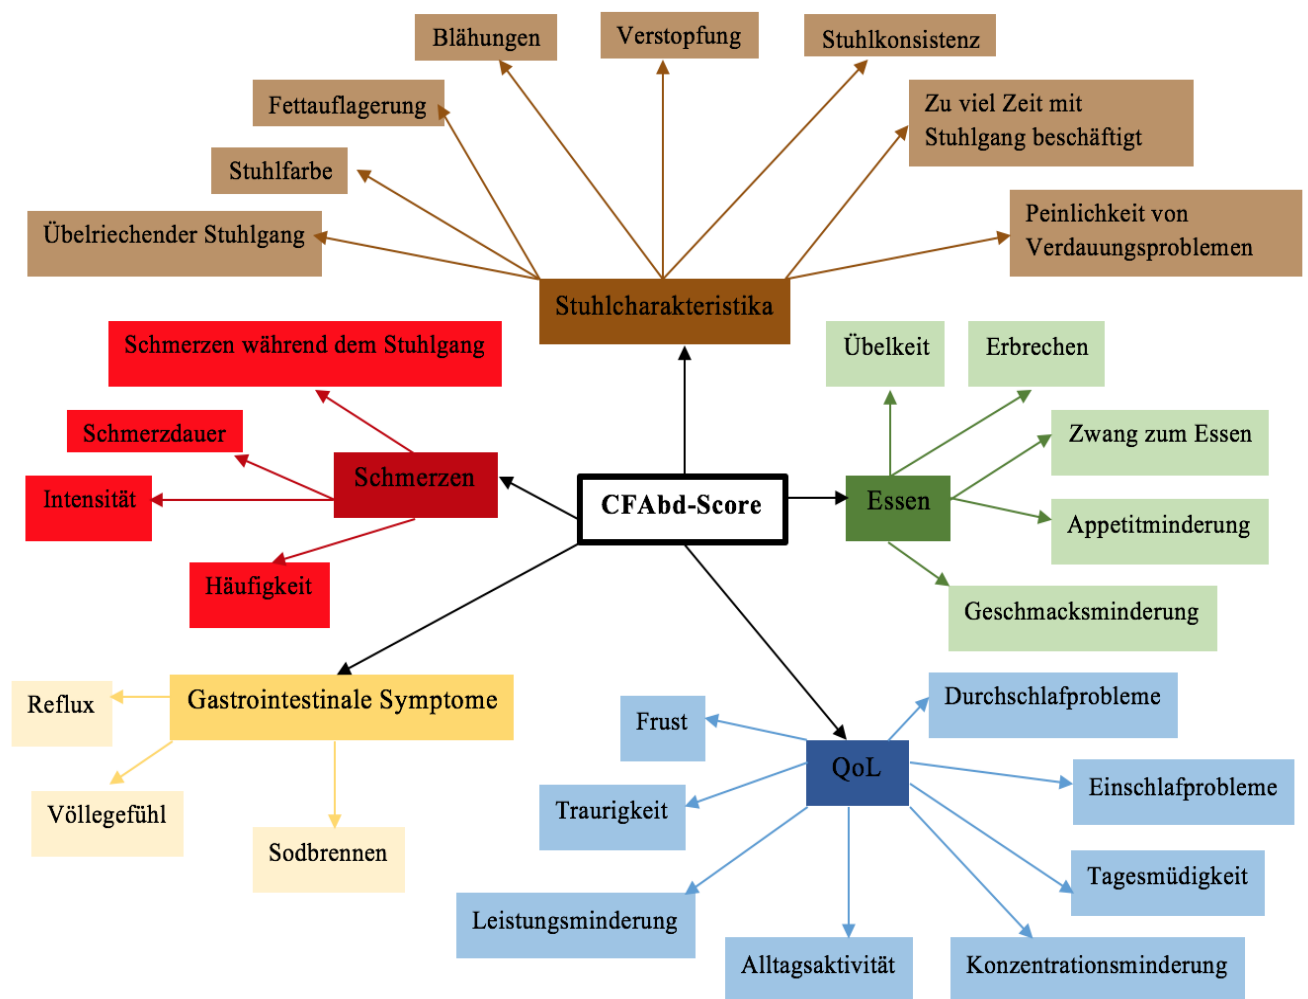 Blähungen
Verstopfung
Stuhlkonsistenz
Fettauflagerung
Zu viel Zeit mit
Stuhlgang beschäftigt
Stuhlfarbe
Übelriechender Stuhlgang
Peinlichkeit von
Verdauungsproblemen
Stuhlcharakteristika
Schmerzen während dem Stuhlgang
Schmerzdauer
Intensität
Schmerzen
Häufigkeit
CFAbd-Score
Übelkeit
Erbrechen
Zwang zum Essen
Essen
Appetitminderung
Geschmacksminderung
Gastrointestinale Symptome
Reflux
Völlegefühl
Sodbrennen
QoL
Frust
Durchschlafprobleme
Traurigkeit
Einschlafprobleme
Leistungsminderung
Tagesmüdigkeit
Alltagsaktivität
Konzentrationsminderung